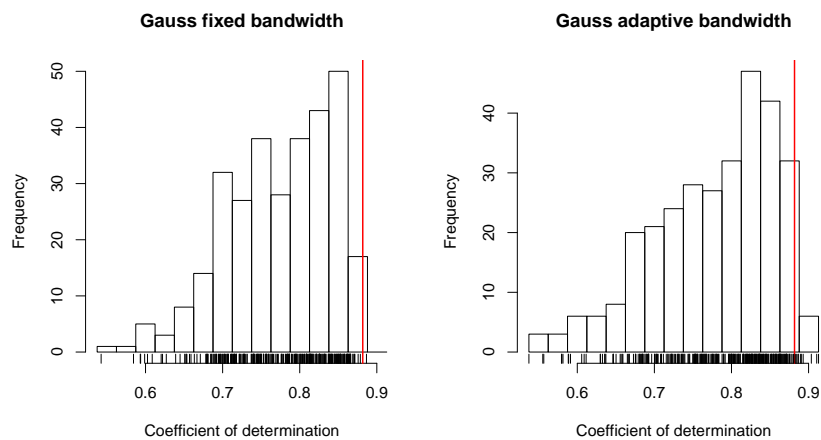 Gauss fixed bandwidth
Frequency
0
10
20
30
40
50
0.6 0.7 0.8 0.9
Coefficient of determination
Gauss adaptive bandwidth
Frequency
0
10
20
30
40
0.6 0.7 0.8 0.9
Coefficient of determination